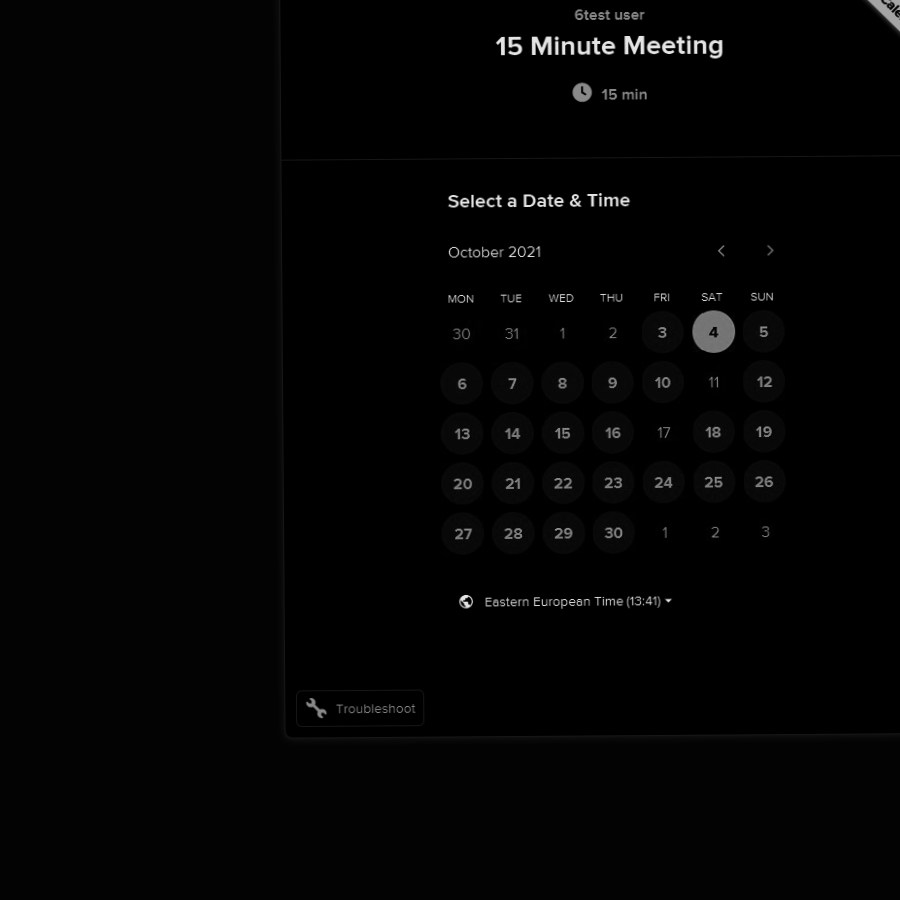 6test user
15 Minute Meeting
15 min
Select a Date & Time
October 2021
MON TUE WED THU FRI SAT SUN
30 31 1 2 3 4 5
6 7 8 9 10 11 12
13 14 15 16 17 18 19
20 21 22 23 24 25 26
27 28 29 30 1 2 3
Eastern European Time (13:41)
Troubleshoot